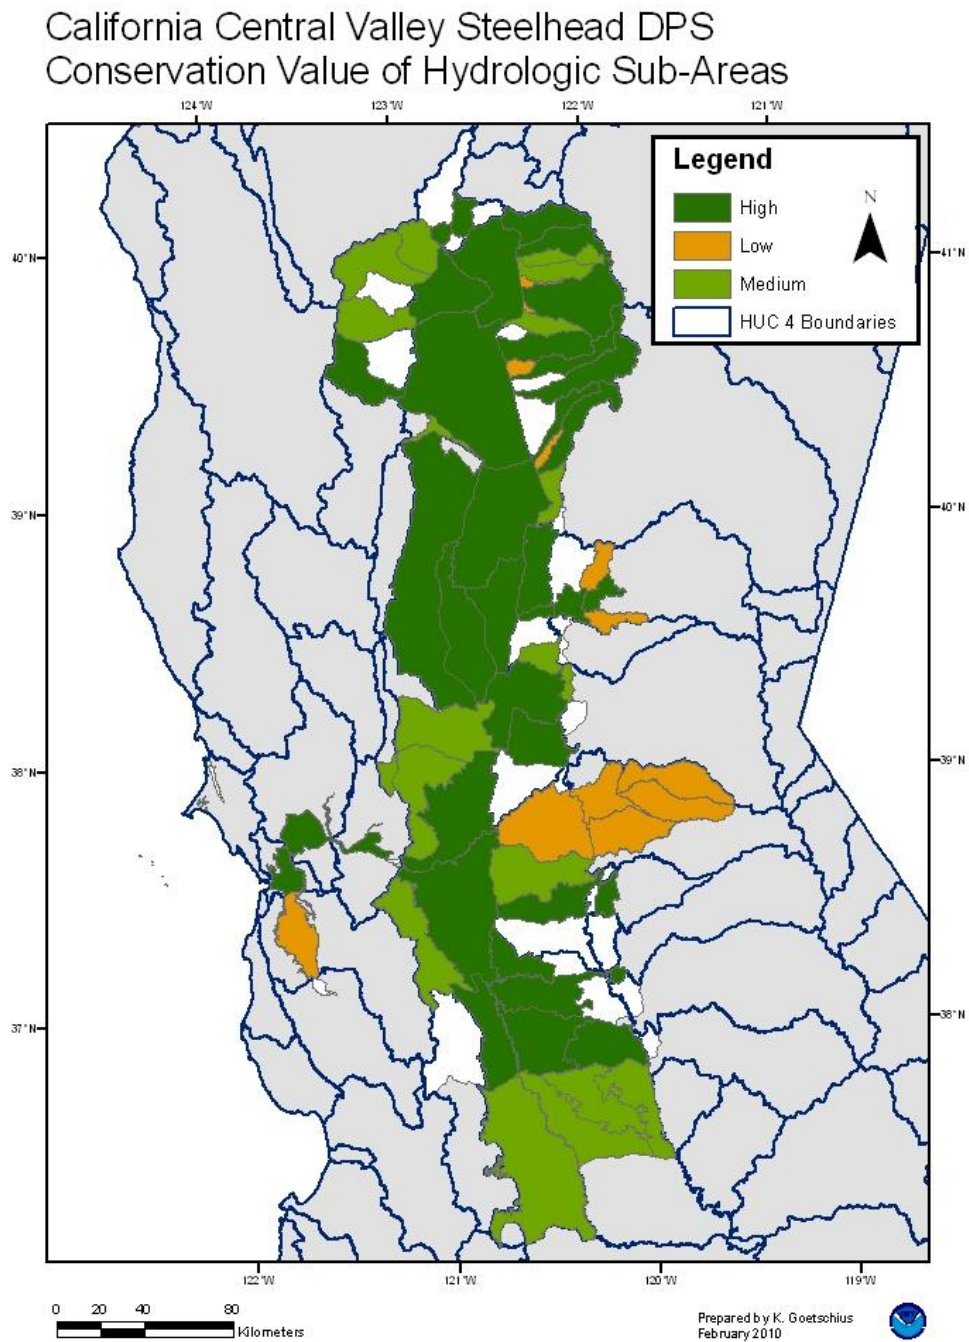 California Central Valley Steelhead DPS
Conservation Value of Hydrologic Sub-Areas
124°W 123°W 122°W 121°W
Legend
High
Low
Medium
HUC 4 Boundaries
N
40°N 41°N
39°N 40°N
38°N 39°N
37°N 38°N
122°W 121°W 120°W 119°W
0 20 40 80
Kilometers
Prepared by K. Goetschius
February 2010